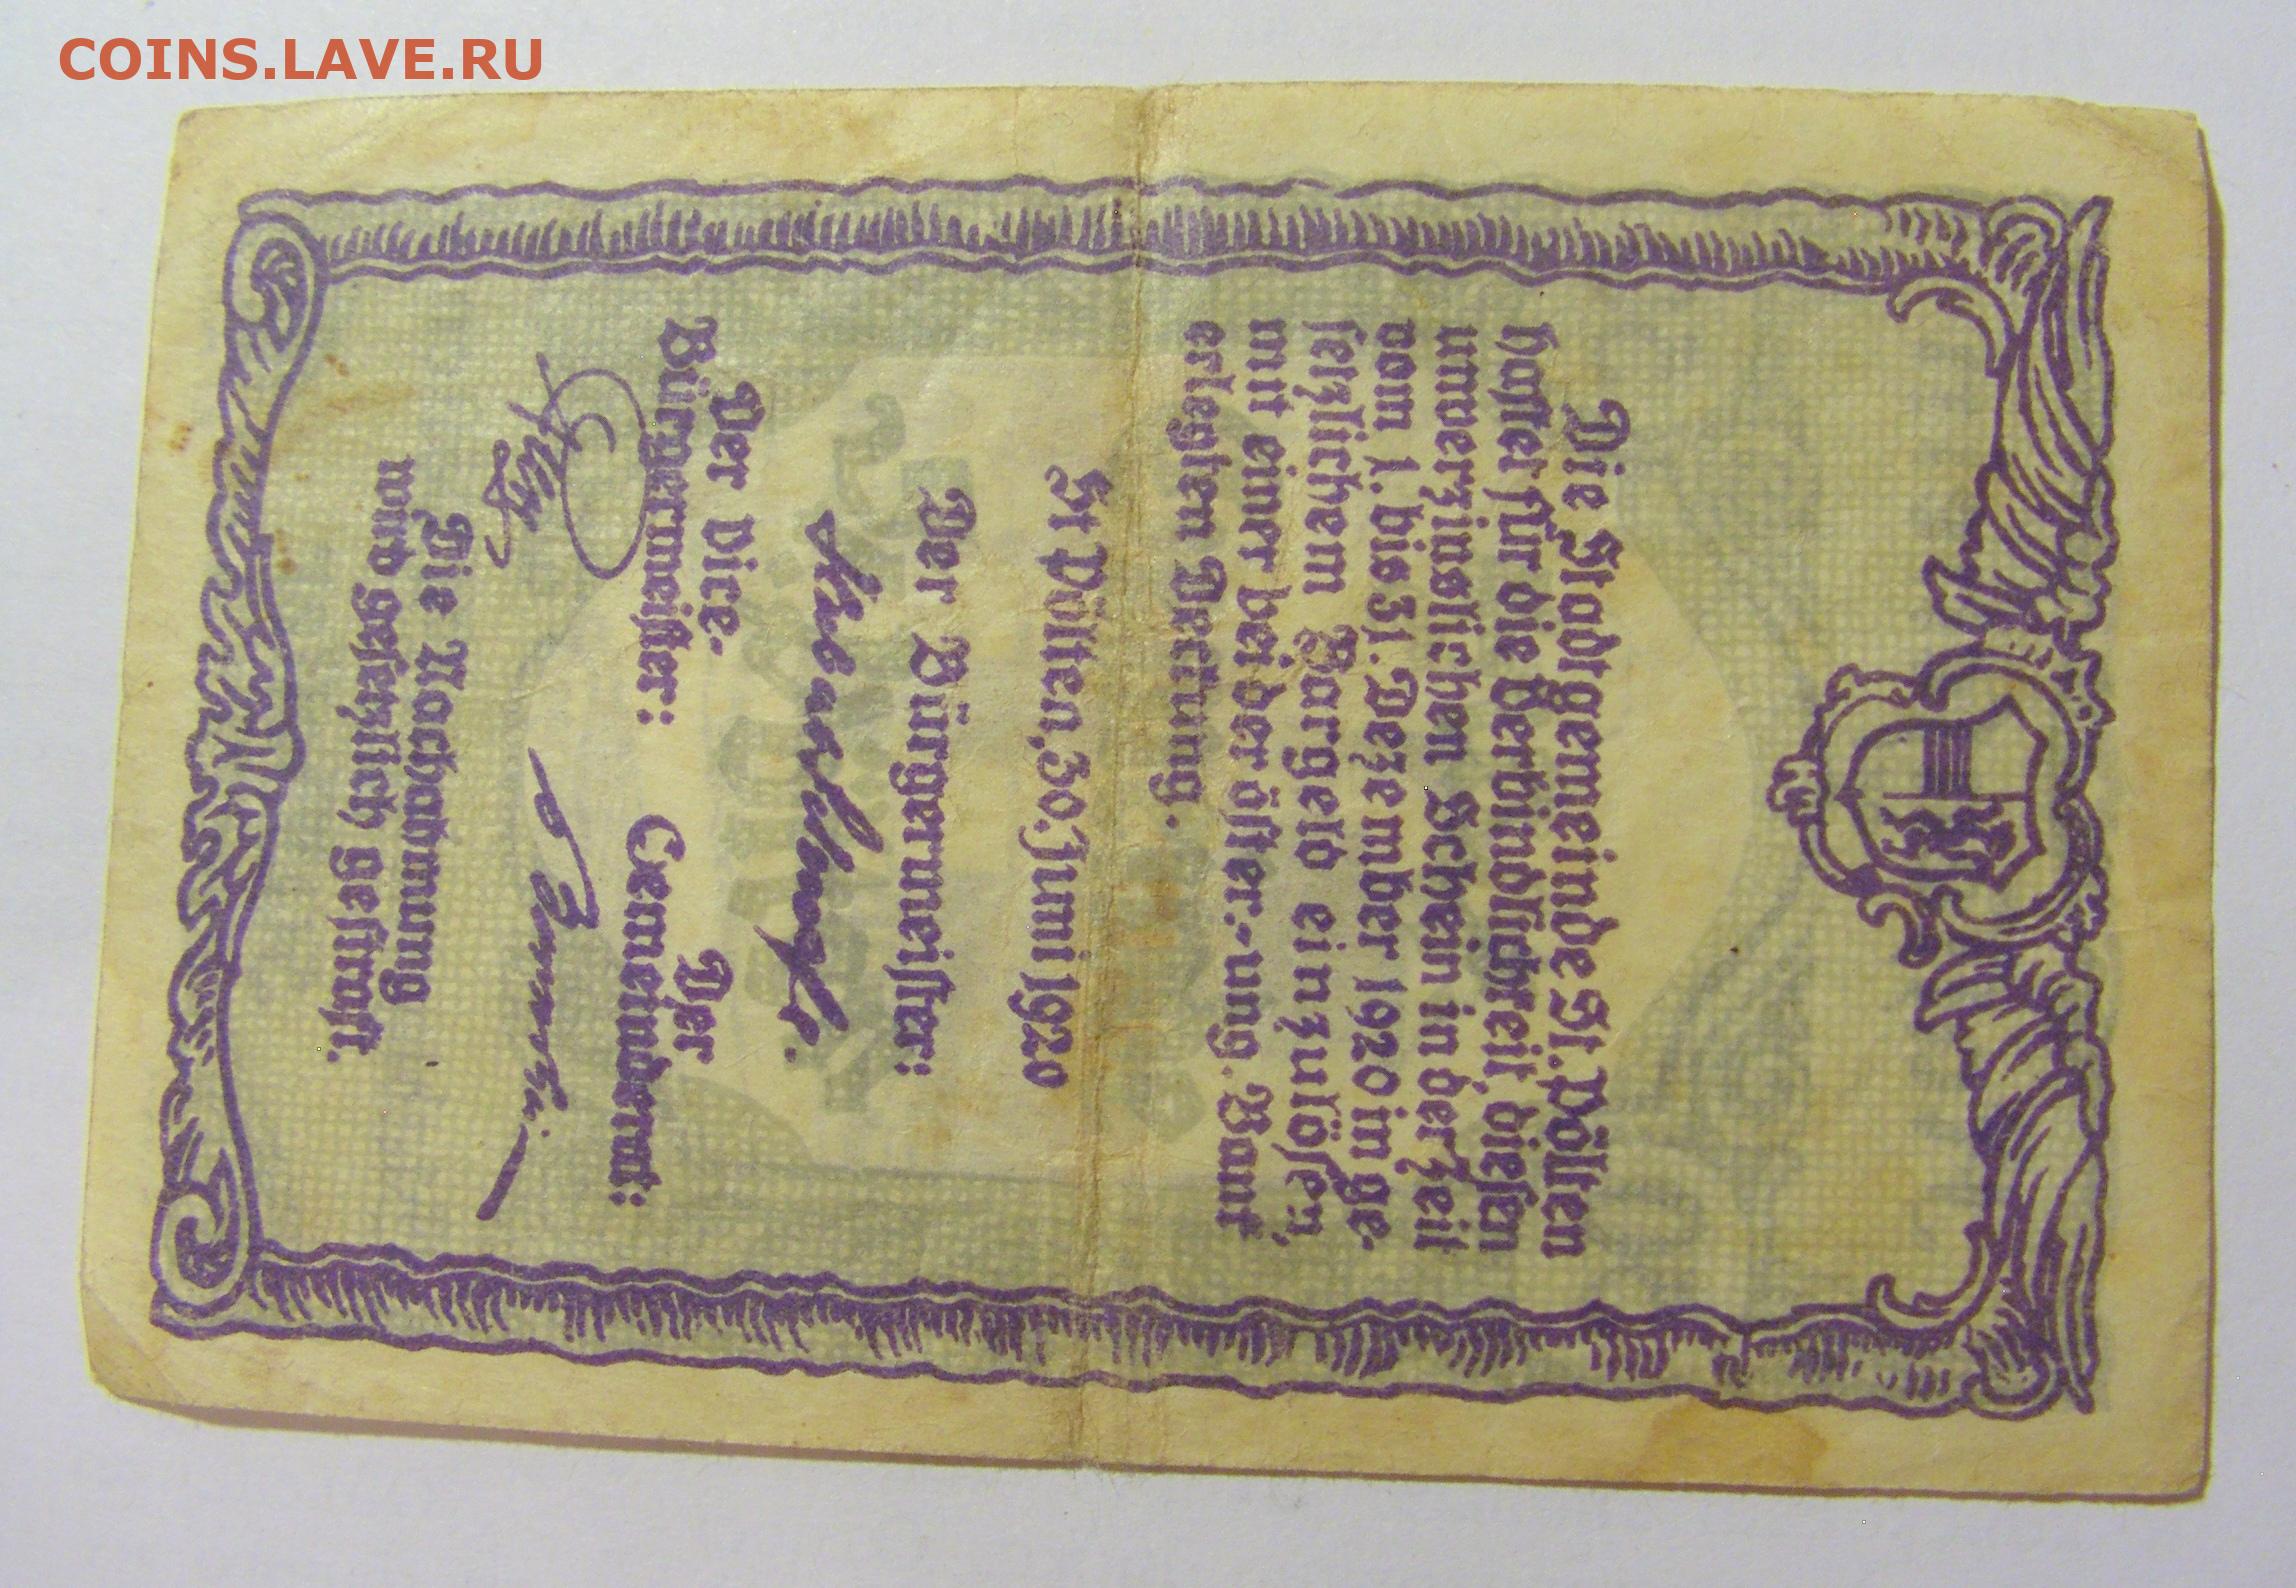 COINS.LAVE.RU
Die Stadtgemeinde St. Pölten
haftet für die Verbindlichkeit, diesen
unverzinslichen Schein in der Zeit
vom 1. bis 31. Dezember 1920 in ge-
setzlichem Bargeld einzulösen,
mit einer bei der öster.-ung. Bank
erlegten Deckung.
St Pölten, 30. Juni 1920
Der Bürgermeister:
Der Vice-
Bürgermeister:
Der
Gemeinderat:
Die Nachahmung
wird gesetzlich gestraft.